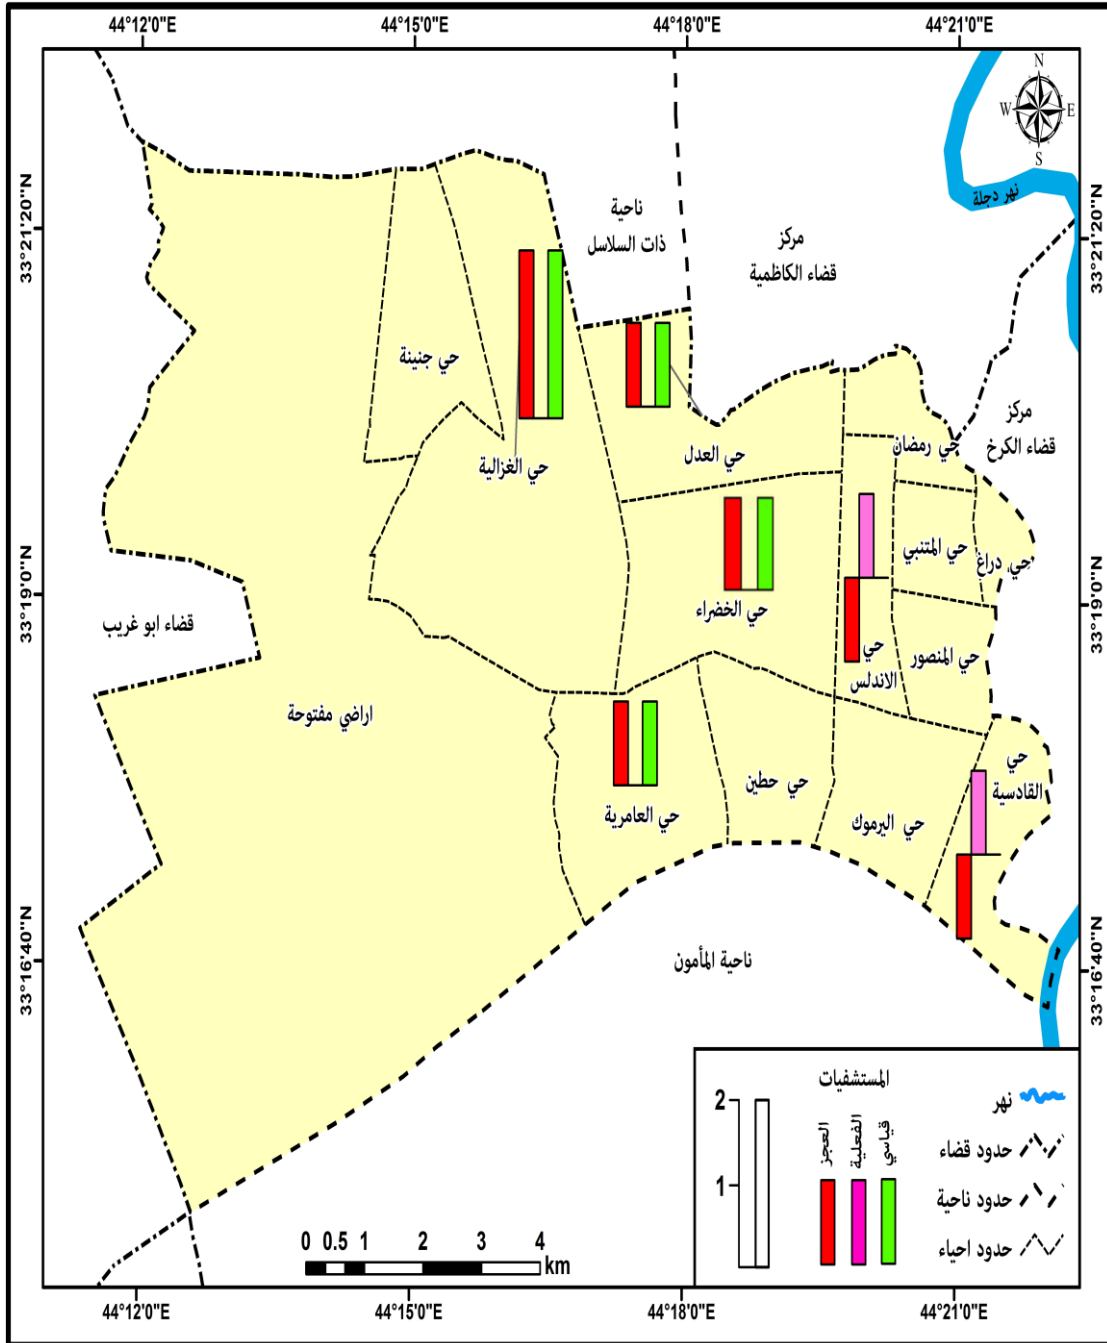 44°12'0"E
44°15'0"E
44°18'0"E
44°21'0"E
N
W
E
S
نهر دجلة
33°21'20"N
33°21'20"N
ناحية
ذات السلاسل
مركز
قضاء الكاظمية
حي جنينة
مركز
قضاء الكرخ
حي رمضان
حي العدل
حي الغزالية
حي المتنبي
حي دراغ
33°19'0"N
33°19'0"N
حي الخضراء
قضاء ابو غريب
حي
الاندلس
حي المنصور
اراضي مفتوحة
حي
القادسية
حي حطين
حي العامرية
حي اليرموك
33°16'40"N
33°16'40"N
ناحية المأمون
المستشفيات
قياسي
الفعلية
العجز
2
1
نهر
حدود قضاء
حدود ناحية
حدود احياء
0 0.5 1 2 3 4
km
44°12'0"E
44°15'0"E
44°18'0"E
44°21'0"E